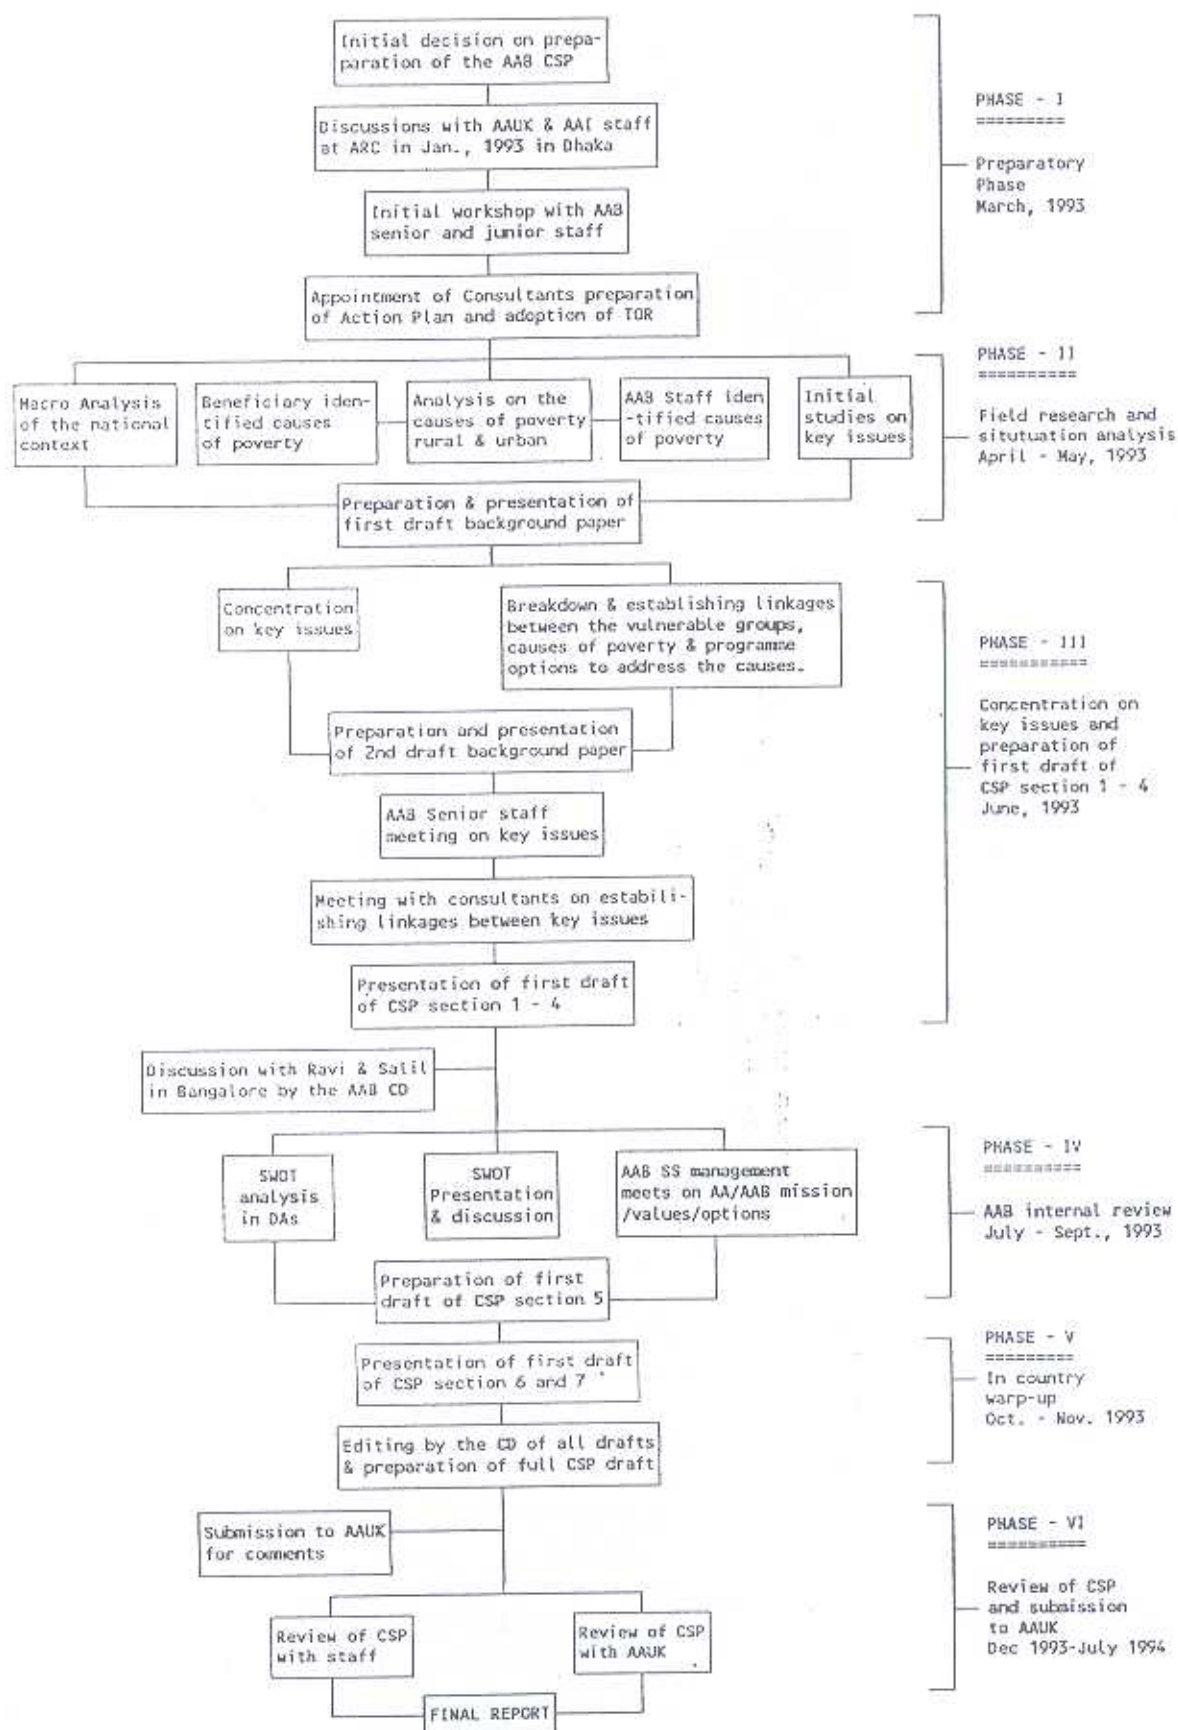 Initial decision on prepa-
paration of the AAB CSP
Discussions with AAUK & AAI staff
at ARC in Jan., 1993 in Dhaka
Initial workshop with AAB
senior and junior staff
Appointment of Consultants preparation
of Action Plan and adoption of TOR
PHASE - I
=========
Preparatory
Phase
March, 1993
Macro Analysis
of the national
context
Beneficiary iden-
tified causes
of poverty
Analysis on the
causes of poverty
rural & urban
AAB Staff iden
-tified causes
of poverty
Initial
studies on
key issues
Preparation & presentation of
first draft background paper
PHASE - II
==========
Field research and
situtuation analysis
April - May, 1993
Concentration
on key issues
Breakdown & establishing linkages
between the vulnerable groups,
causes of poverty & programme
options to address the causes.
Preparation and presentation
of 2nd draft background paper
AAB Senior staff
meeting on key issues
Meeting with consultants on estabili-
shing linkages between key issues
Presentation of first draft
of CSP section 1 - 4
PHASE - III
===========
Concentration on
key issues and
preparation of
first draft of
CSP section 1 - 4
June, 1993
Discussion with Ravi & Salil
in Bangalore by the AAB CD
SWOT
analysis
in DAs
SWOT
Presentation
& discussion
AAB SS management
meets on AA/AAB mission
/values/options
Preparation of first
draft of CSP section 5
PHASE - IV
==========
AAB internal review
July - Sept., 1993
Presentation of first draft
of CSP section 6 and 7
Editing by the CD of all drafts
& preparation of full CSP draft
PHASE - V
=========
In country
warp-up
Oct. - Nov. 1993
Submission to AAUK
for comments
Review of CSP
with staff
Review of CSP
with AAUK
FINAL REPORT
PHASE - VI
==========
Review of CSP
and submission
to AAUK
Dec 1993-July 1994